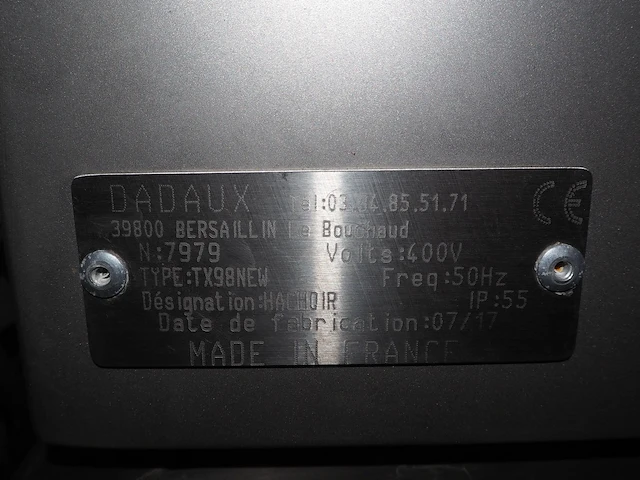 DADAUX Tel:03.84.85.51.71 CE
39800 BERSAILLIN Le Bouchaud
N:7979 Volts:400V
TYPE:TX98NEW Freq:50Hz
Désignation:HACHOIR IP:55
Date de fabrication:07/17
MADE IN FRANCE